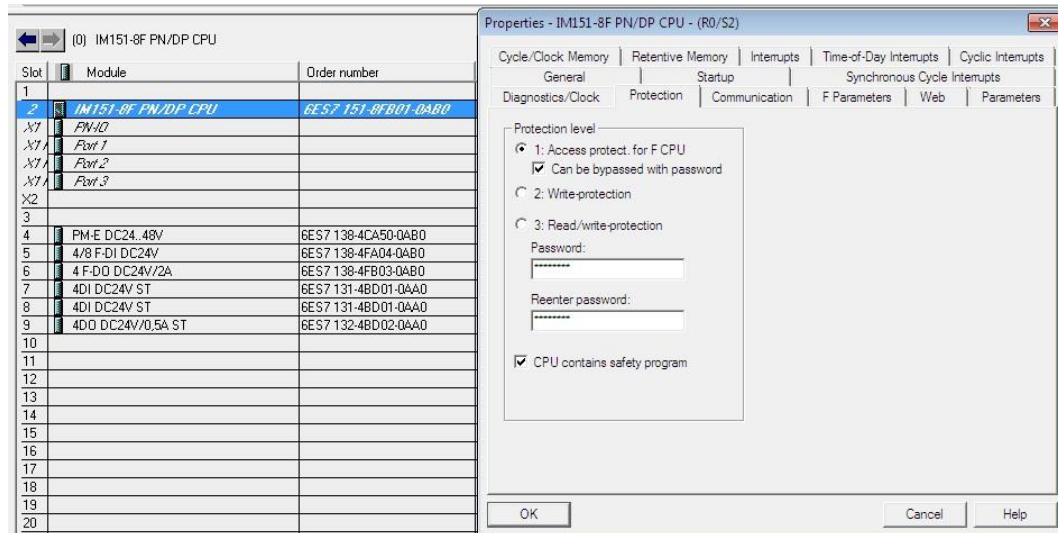 (0) IM151-8F PN/DP CPU
Slot Module Order number
1
2 IM151-8F PN/DP CPU 6ES7 151-8FB01-0AB0
X1 PN-IO
X1 Port 1
X1 Port 2
X1 Port 3
X2
3
4 PM-E DC24..48V 6ES7 138-4CA50-0AB0
5 4/8 F-DI DC24V 6ES7 138-4FA04-0AB0
6 4 F-DO DC24V/2A 6ES7 138-4FB03-0AB0
7 4DI DC24V ST 6ES7 131-4BD01-0AA0
8 4DI DC24V ST 6ES7 131-4BD01-0AA0
9 4DO DC24V/0,5A ST 6ES7 132-4BD02-0AA0
10
11
12
13
14
15
16
17
18
19
20
Properties - IM151-8F PN/DP CPU - (R0/S2)
Cycle/Clock Memory Retentive Memory Interrupts Time-of-Day Interrupts Cyclic Interrupts
General Startup Synchronous Cycle Interrupts
Diagnostics/Clock Protection Communication F Parameters Web Parameters
Protection level
1: Access protect. for F CPU
Can be bypassed with password
2: Write-protection
3: Read/write-protection
Password:
********
Reenter password:
********
CPU contains safety program
OK Cancel Help